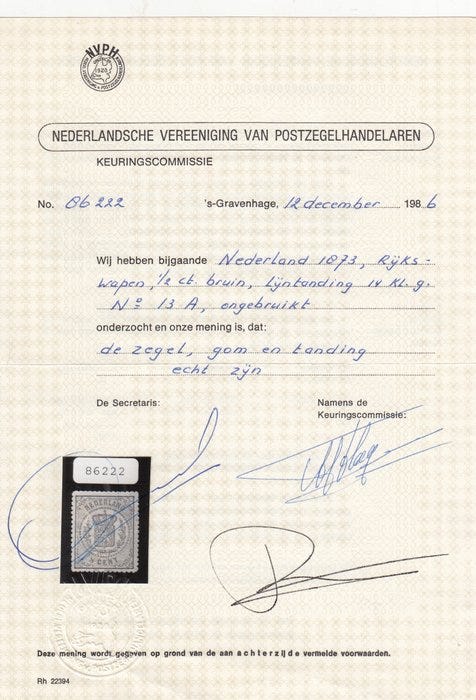 NVPH
1928
NEDERLANDSCHE VEREENIGING VAN POSTZEGELHANDELAREN
KEURINGSCOMMISSIE
No. 86222 's-Gravenhage, 12 december 1986
Wij hebben bijgaande Nederland 1873, Rijks-
wapen, 1/2 ct. bruin, Lijntanding 14 kl. g.
No 13 A, ongebruikt
onderzocht en onze mening is, dat:
de zegel, gom en tanding
echt zijn
De Secretaris:
Namens de
Keuringscommissie:
86222
NEDERLAND
CENT
Deze mening wordt gegeven op grond van de aan achterzijde vermelde voorwaarden.
Rh 22394